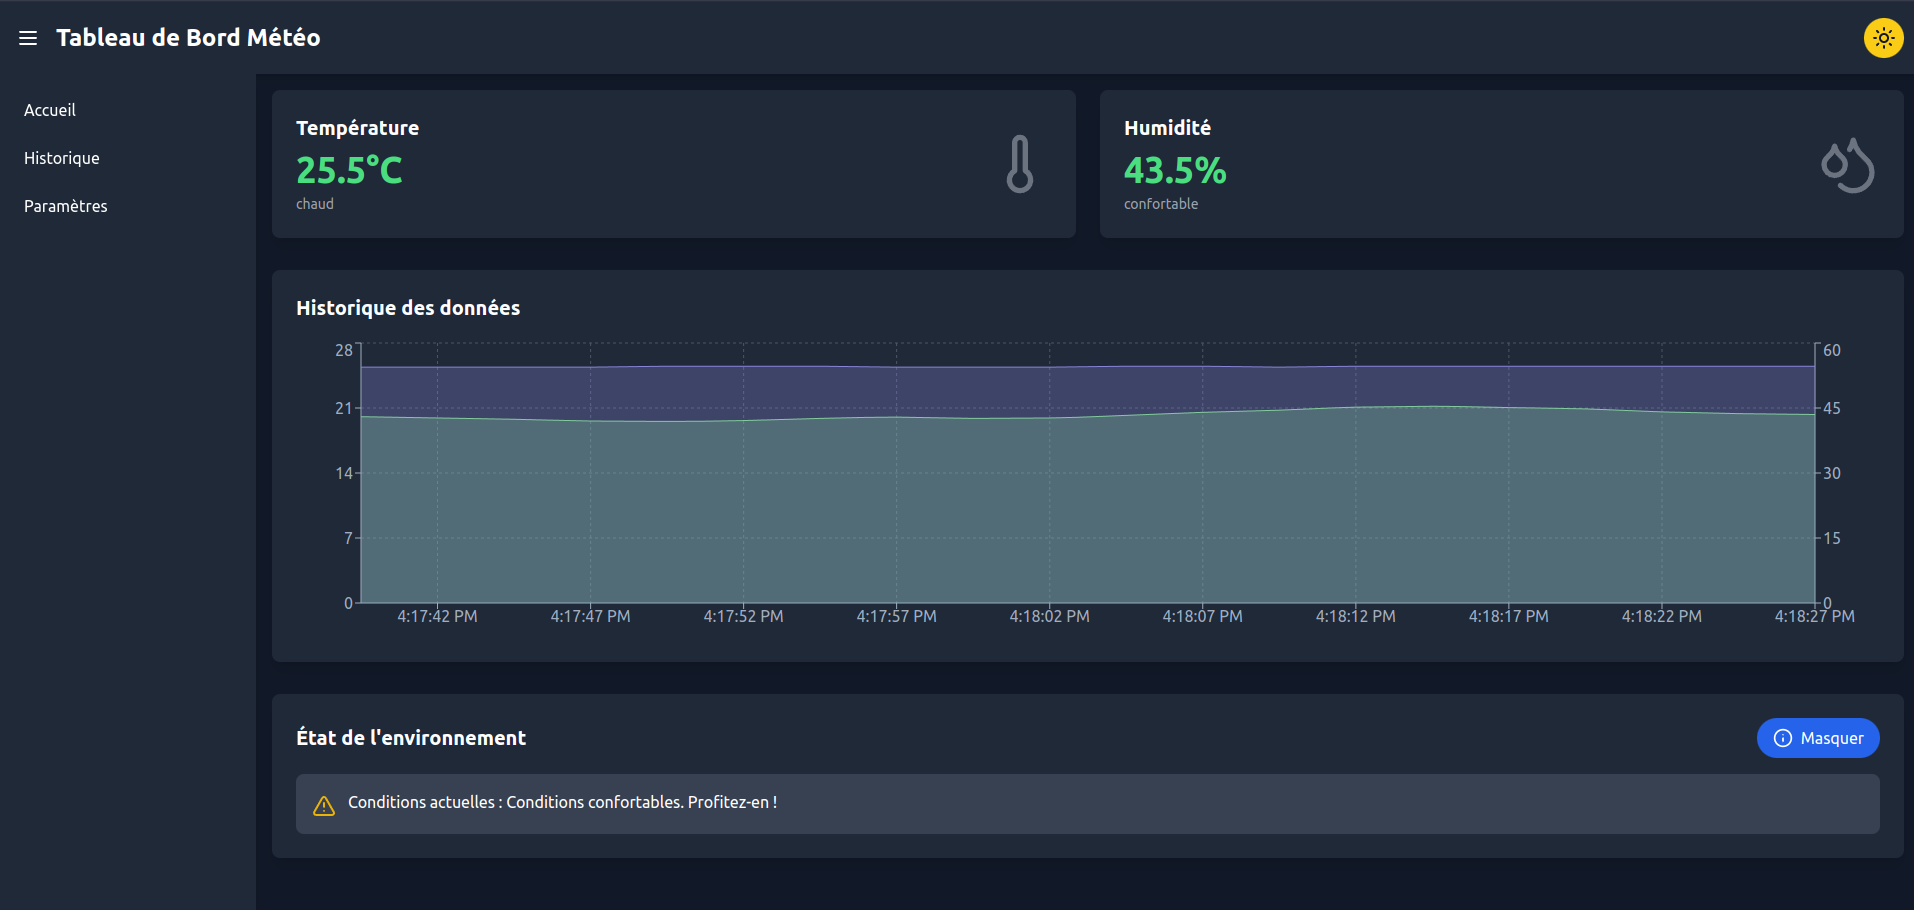 Tableau de Bord Météo
Accueil
Historique
Paramètres
Température
25.5°C
chaud
Humidité
43.5%
confortable
Historique des données
28
21
14
7
0
60
45
30
15
0
4:17:42 PM
4:17:47 PM
4:17:52 PM
4:17:57 PM
4:18:02 PM
4:18:07 PM
4:18:12 PM
4:18:17 PM
4:18:22 PM
4:18:27 PM
État de l'environnement
Masquer
Conditions actuelles : Conditions confortables. Profitez-en !